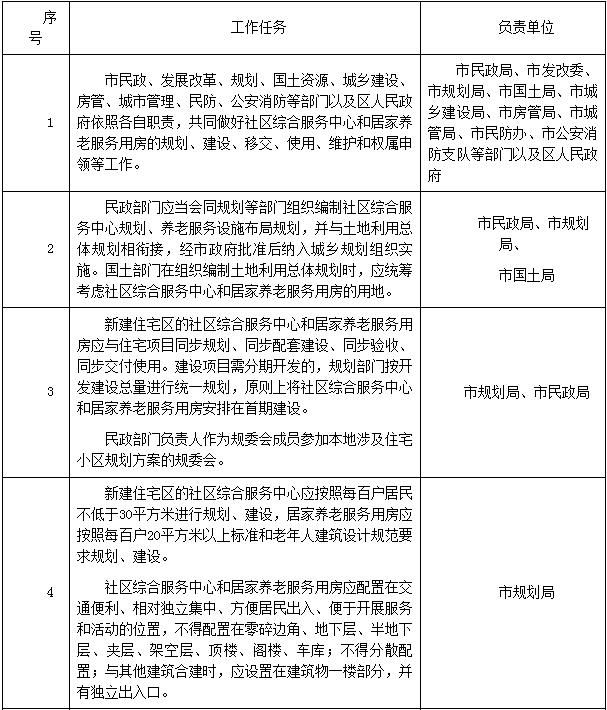 序号
工作任务
负责单位
1
市民政、发展改革、规划、国土资源、城乡建设、
房管、城市管理、民防、公安消防等部门以及区人民政
府依照各自职责，共同做好社区综合服务中心和居家养
老服务用房的规划、建设、移交、使用、维护和权属申
领等工作。
市民政局、市发改委、
市规划局、市国土局、市城
乡建设局、市房管局、市城
管局、市民防办、市公安消
防支队等部门以及区人民政
府
2
民政部门应当会同规划等部门组织编制社区综合服
务中心规划、养老服务设施布局规划，并与土地利用总
体规划相衔接，经市政府批准后纳入城乡规划组织实
施。国土部门在组织编制土地利用总体规划时，应统筹
考虑社区综合服务中心和居家养老服务用房的用地。
市民政局、市规划
局、
市国土局
3
新建住宅区的社区综合服务中心和居家养老服务用
房应与住宅项目同步规划、同步配套建设、同步验收、
同步交付使用。建设项目需分期开发的，规划部门按开
发建设总量进行统一规划，原则上将社区综合服务中心
和居家养老服务用房安排在首期建设。
民政部门负责人作为规委会成员参加本地涉及住宅
小区规划方案的规委会。
市规划局、市民政局
4
新建住宅区的社区综合服务中心应按照每百户居民
不低于30平方米进行规划、建设，居家养老服务用房应
按照每百户20平方米以上标准和老年人建筑设计规范要
求规划、建设。
社区综合服务中心和居家养老服务用房应配置在交
通便利、相对独立集中、方便居民出入、便于开展服务
和活动的位置，不得配置在零碎边角、地下层、半地下
层、夹层、架空层、顶楼、阁楼、车库；不得分散配
置；与其他建筑合建时，应设置在建筑物一楼部分，并
有独立出入口。
市规划局